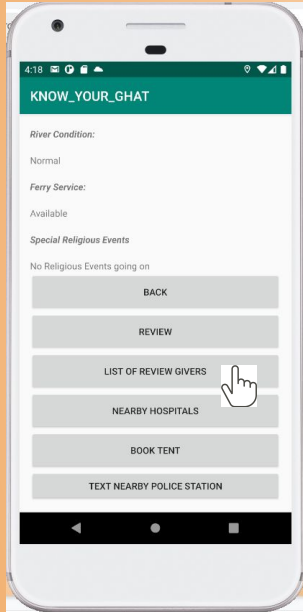 4:18
KNOW_YOUR_GHAT
River Condition:
Normal
Ferry Service:
Available
Special Religious Events
No Religious Events going on
BACK
REVIEW
LIST OF REVIEW GIVERS
NEARBY HOSPITALS
BOOK TENT
TEXT NEARBY POLICE STATION